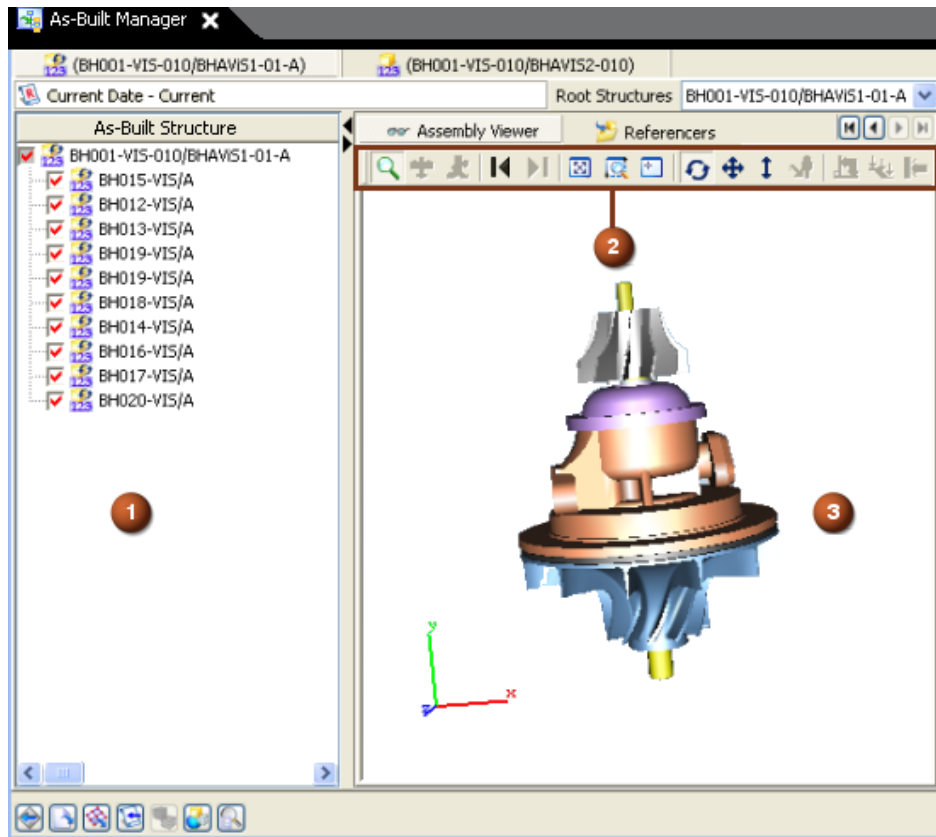 As-Built Manager
(BH001-VIS-010/BHAViS1-01-A)
(BH001-VIS-010/BHAVIS2-010)
Current Date - Current
Root Structures
BH001-VIS-010/BHAViS1-01-A
As-Built Structure
Assembly Viewer
Referencers
BH001-VIS-010/BHAViS1-01-A
BH015-VIS/A
BH012-VIS/A
BH013-VIS/A
BH019-VIS/A
BH019-VIS/A
BH018-VIS/A
BH014-VIS/A
BH016-VIS/A
BH017-VIS/A
BH020-VIS/A
2
1
3
y
x
z